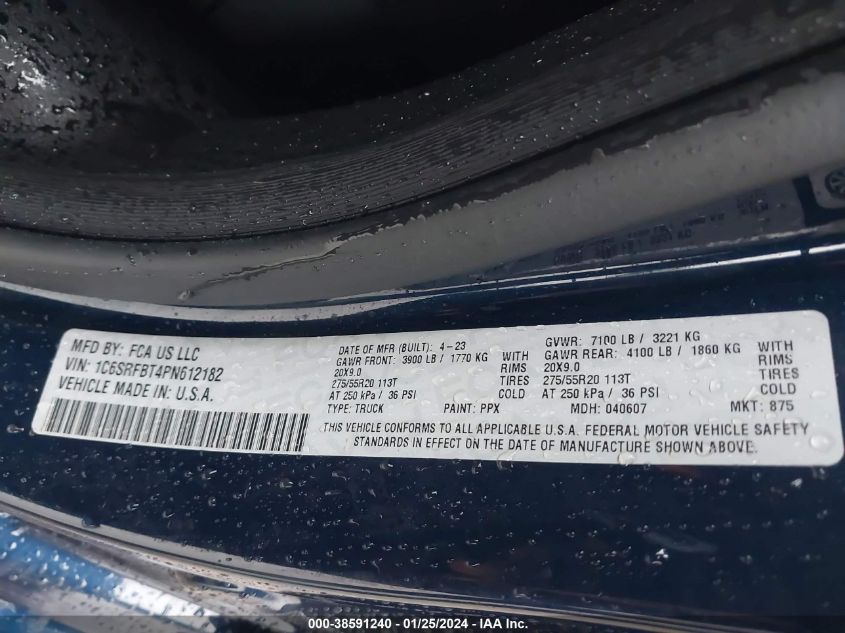 MFD BY: FCA US LLC
VIN: 1C6SRFBT4PN612182
VEHICLE MADE IN: U.S.A.
DATE OF MFR (BUILT): 4-23
GAWR FRONT: 3900 LB / 1770 KG WITH
20X9.0 RIMS
275/55R20 113T TIRES
AT 250 kPa / 36 PSI COLD
TYPE: TRUCK PAINT: PPX
GVWR: 7100 LB / 3221 KG
GAWR REAR: 4100 LB / 1860 KG WITH
20X9.0 RIMS
275/55R20 113T TIRES
AT 250 kPa / 36 PSI COLD
MDH: 040607 MKT: 875
THIS VEHICLE CONFORMS TO ALL APPLICABLE U.S.A. FEDERAL MOTOR VEHICLE SAFETY
STANDARDS IN EFFECT ON THE DATE OF MANUFACTURE SHOWN ABOVE.
000-38591240 - 01/25/2024 - IAA Inc.